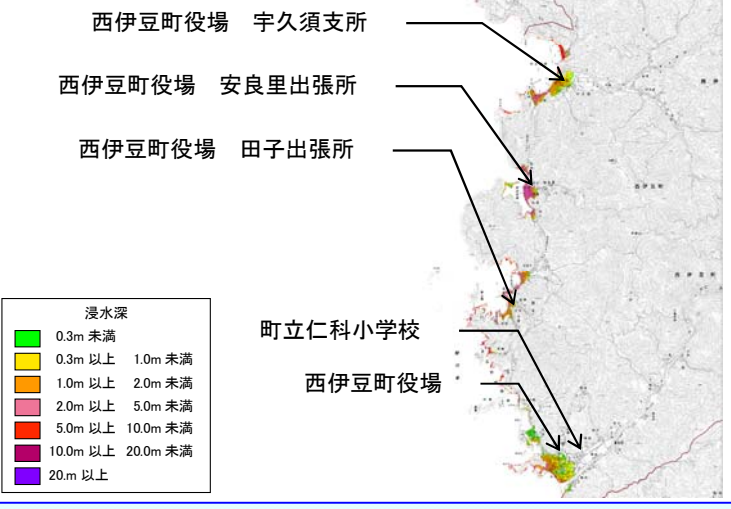 西伊豆町役場　宇久須支所
西伊豆町役場　安良里出張所
西伊豆町役場　田子出張所
町立仁科小学校
西伊豆町役場
西伊豆町
浸水深
0.3m 未満
0.3m 以上　1.0m 未満
1.0m 以上　2.0m 未満
2.0m 以上　5.0m 未満
5.0m 以上　10.0m 未満
10.0m 以上　20.0m 未満
20.m 以上